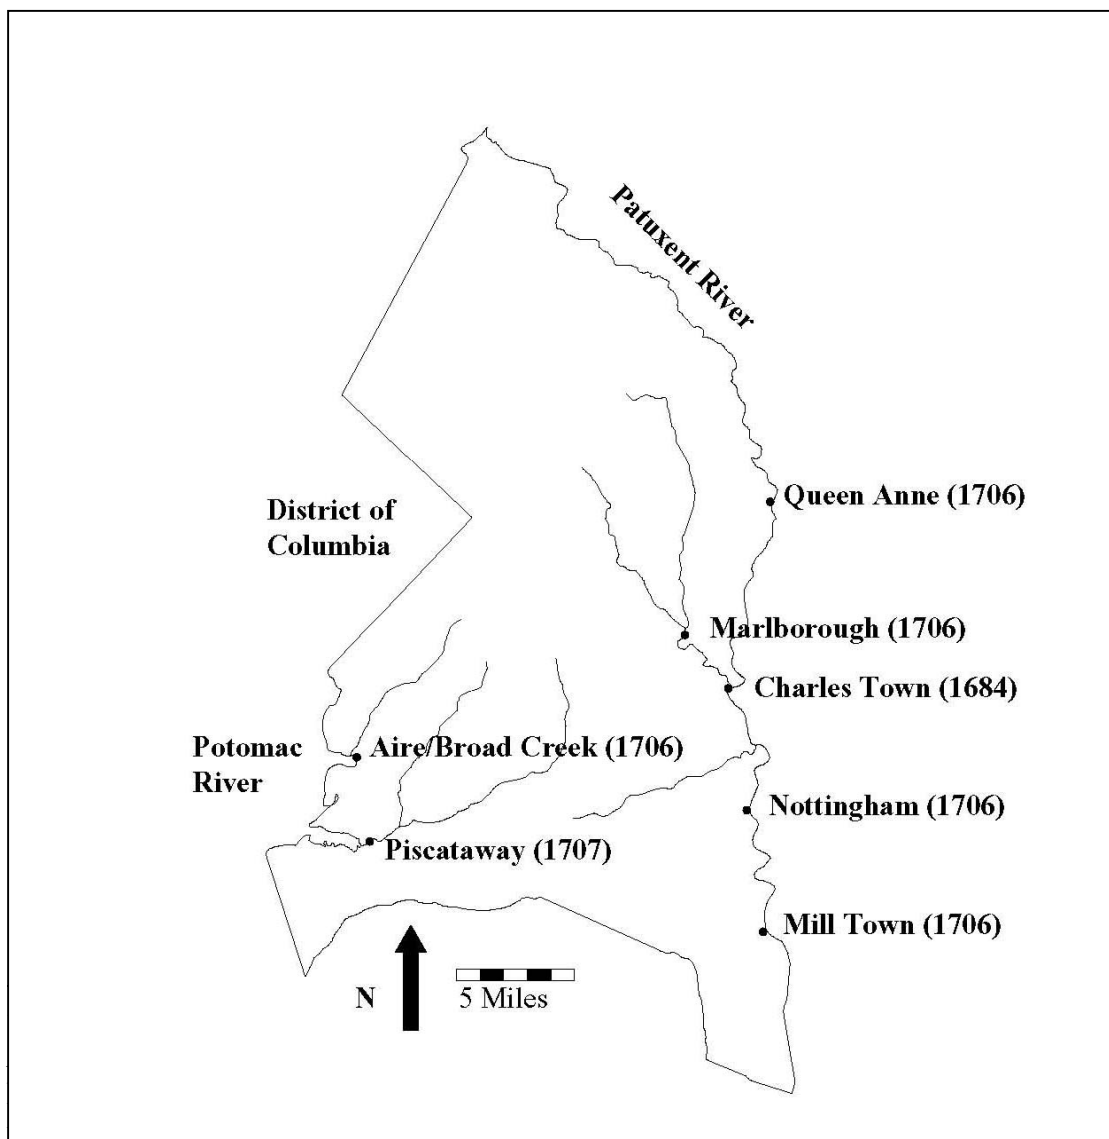 Patuxent River
Queen Anne (1706)
District of
Columbia
Marlborough (1706)
Charles Town (1684)
Potomac
River
Aire/Broad Creek (1706)
Nottingham (1706)
Piscataway (1707)
Mill Town (1706)
N
5 Miles